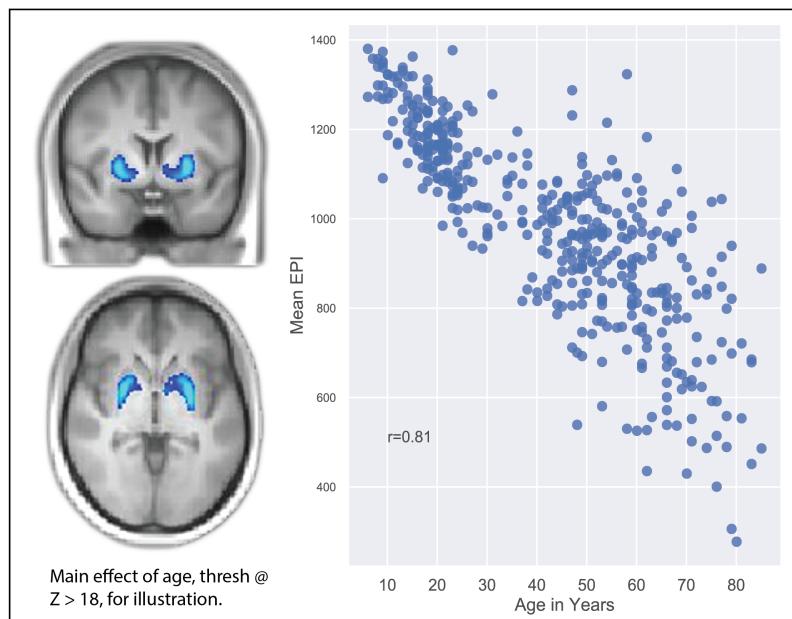 Main effect of age, thresh @
Z > 18, for illustration.
Mean EPI
1400
1200
1000
800
600
400
r=0.81
10 20 30 40 50 60 70 80
Age in Years